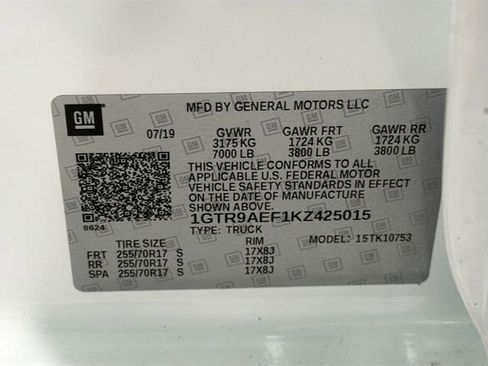 GM
MFD BY GENERAL MOTORS LLC
07/19 GVWR GAWR FRT GAWR RR
3175 KG 1724 KG 1724 KG
7000 LB 3800 LB 3800 LB
THIS VEHICLE CONFORMS TO ALL
APPLICABLE U.S. FEDERAL MOTOR
VEHICLE SAFETY STANDARDS IN EFFECT
ON THE DATE OF MANUFACTURE
SHOWN ABOVE.
8624
1GTR9AEF1KZ425015
TYPE: TRUCK
TIRE SIZE RIM MODEL: 15TK10753
FRT 255/70R17 S 17X8J
RR 255/70R17 S 17X8J
SPA 255/70R17 S 17X8J